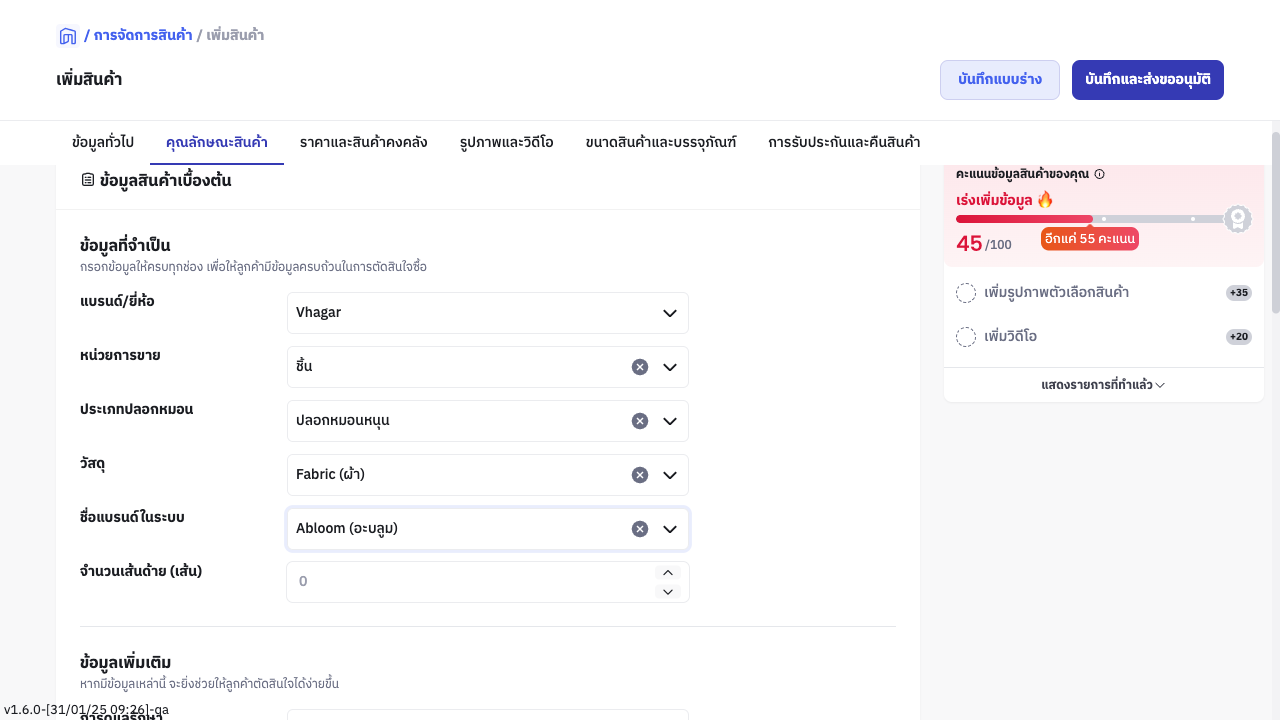 / การจัดการสินค้า / เพิ่มสินค้า
เพิ่มสินค้า
บันทึกแบบร่าง
บันทึกและส่งขออนุมัติ
ข้อมูลทั่วไป
คุณลักษณะสินค้า
ราคาและสินค้าคงคลัง
รูปภาพและวิดีโอ
ขนาดสินค้าและบรรจุภัณฑ์
การรับประกันและคืนสินค้า
ข้อมูลสินค้าเบื้องต้น
ข้อมูลที่จำเป็น
กรอกข้อมูลให้ครบทุกช่อง เพื่อให้ลูกค้ามีข้อมูลครบถ้วนในการตัดสินใจซื้อ
แบรนด์/ยี่ห้อ
Vhagar
หน่วยการขาย
ชิ้น
ประเภทปลอกหมอน
ปลอกหมอนหนุน
วัสดุ
Fabric (ผ้า)
ชื่อแบรนด์ในระบบ
Abloom (อะบลูม)
จำนวนเส้นด้าย (เส้น)
0
ข้อมูลเพิ่มเติม
หากมีข้อมูลเหล่านี้ จะยิ่งช่วยให้ลูกค้าตัดสินใจได้ง่ายขึ้น
การดูแลรักษา
v1.6.0-[31/01/25 09:26]-qa
คะแนนข้อมูลสินค้าของคุณ
เร่งเพิ่มข้อมูล 🔥
45/100
อีกแค่ 55 คะแนน
เพิ่มรูปภาพตัวเลือกสินค้า
+35
เพิ่มวิดีโอ
+20
แสดงรายการที่ทำแล้ว